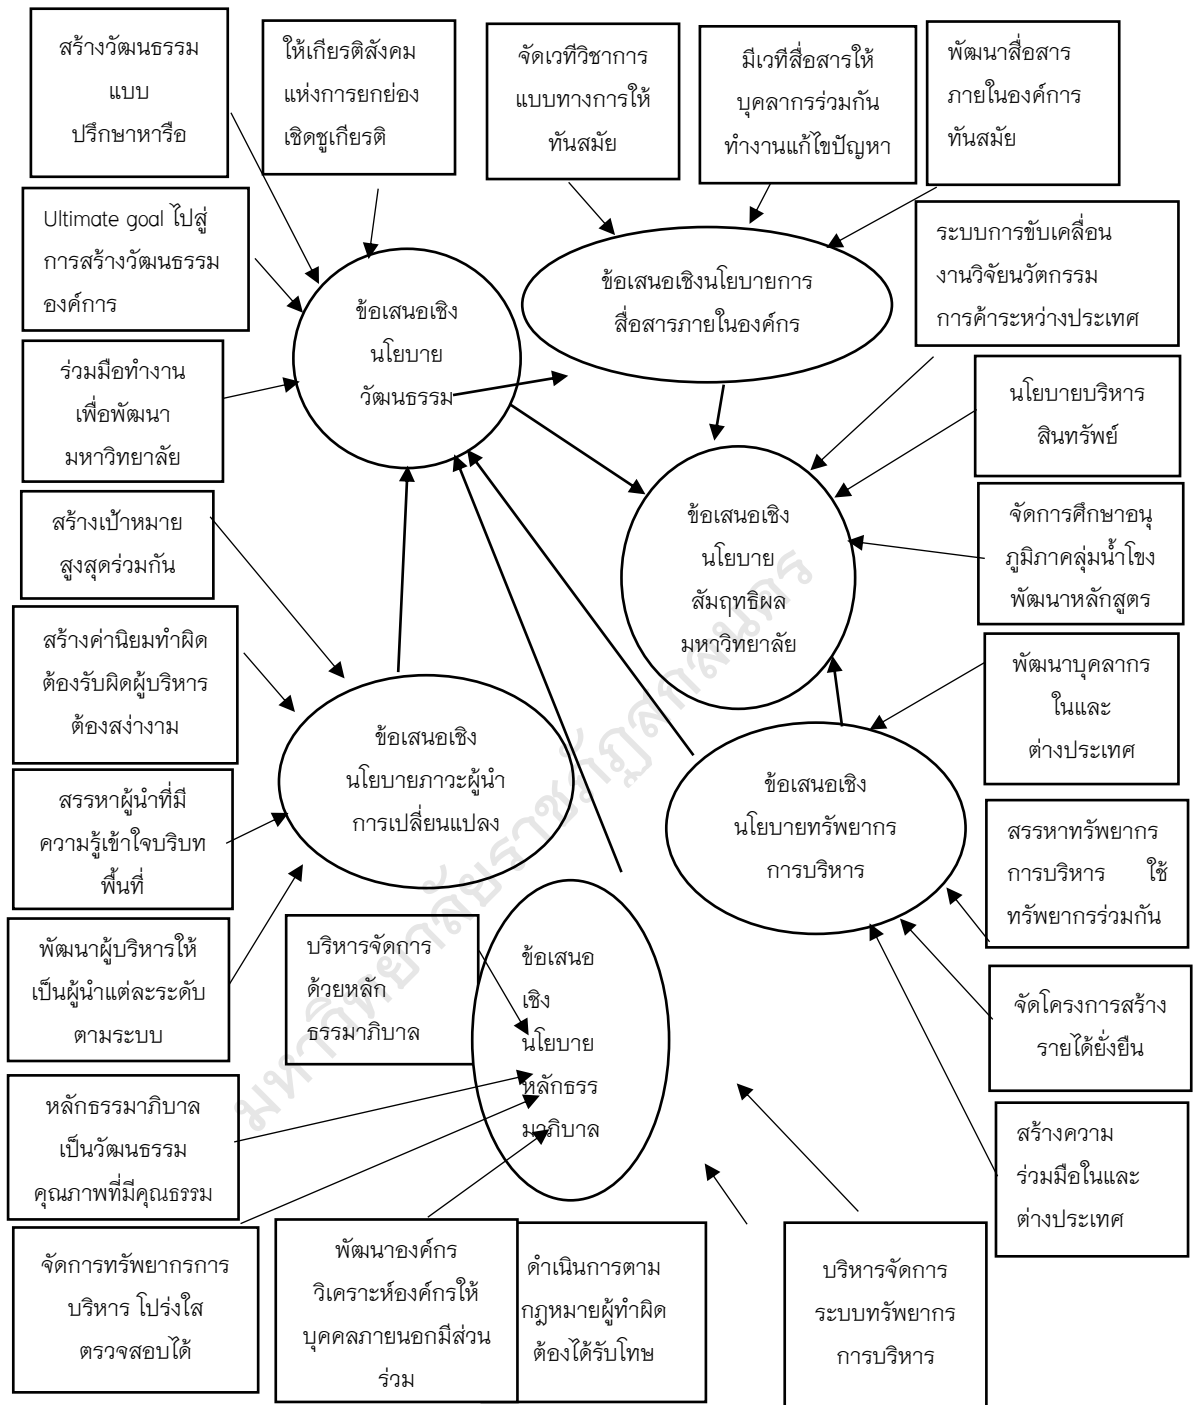 สร้างวัฒนธรรม
แบบ
ปรึกษาหารือ
ให้เกียรติสังคม
แห่งการยกย่อง
เชิดชูเกียรติ
จัดเวทีวิชาการ
แบบทางการให้
ทันสมัย
มีเวทีสื่อสารให้
บุคลากรร่วมกัน
ทำงานแก้ไขปัญหา
พัฒนาสื่อสาร
ภายในองค์การ
ทันสมัย
Ultimate goal ไปสู่
การสร้างวัฒนธรรม
องค์การ
ข้อเสนอเชิง
นโยบาย
วัฒนธรรม
ข้อเสนอเชิงนโยบายการ
สื่อสารภายในองค์กร
ระบบการขับเคลื่อน
งานวิจัยนวัตกรรม
การค้าระหว่างประเทศ
ร่วมมือทำงาน
เพื่อพัฒนา
มหาวิทยาลัย
นโยบายบริหาร
สินทรัพย์
สร้างเป้าหมาย
สูงสุดร่วมกัน
ข้อเสนอเชิง
นโยบาย
สัมฤทธิผล
มหาวิทยาลัย
จัดการศึกษาอนุ
ภูมิภาคลุ่มน้ำโขง
พัฒนาหลักสูตร
สร้างค่านิยมทำผิด
ต้องรับผิดผู้บริหาร
ต้องสง่างาม
ข้อเสนอเชิง
นโยบายภาวะผู้นำ
การเปลี่ยนแปลง
พัฒนาบุคลากร
ในและ
ต่างประเทศ
สรรหาผู้นำที่มี
ความรู้เข้าใจบริบท
พื้นที่
ข้อเสนอเชิง
นโยบายทรัพยากร
การบริหาร
สรรหาทรัพยากร
การบริหาร ใช้
ทรัพยากรร่วมกัน
พัฒนาผู้บริหารให้
เป็นผู้นำแต่ละระดับ
ตามระบบ
บริหารจัดการ
ด้วยหลัก
ธรรมาภิบาล
ข้อเสนอ
เชิง
นโยบาย
หลักธรร
มาภิบาล
จัดโครงการสร้าง
รายได้ยั่งยืน
หลักธรรมาภิบาล
เป็นวัฒนธรรม
คุณภาพที่มีคุณธรรม
สร้างความ
ร่วมมือในและ
ต่างประเทศ
จัดการทรัพยากรการ
บริหาร โปร่งใส
ตรวจสอบได้
พัฒนาองค์กร
วิเคราะห์องค์กรให้
บุคคลภายนอกมีส่วน
ร่วม
ดำเนินการตาม
กฎหมายผู้ทำผิด
ต้องได้รับโทษ
บริหารจัดการ
ระบบทรัพยากร
การบริหาร
มหาวิทยาลัยราชภัฏสกลนคร